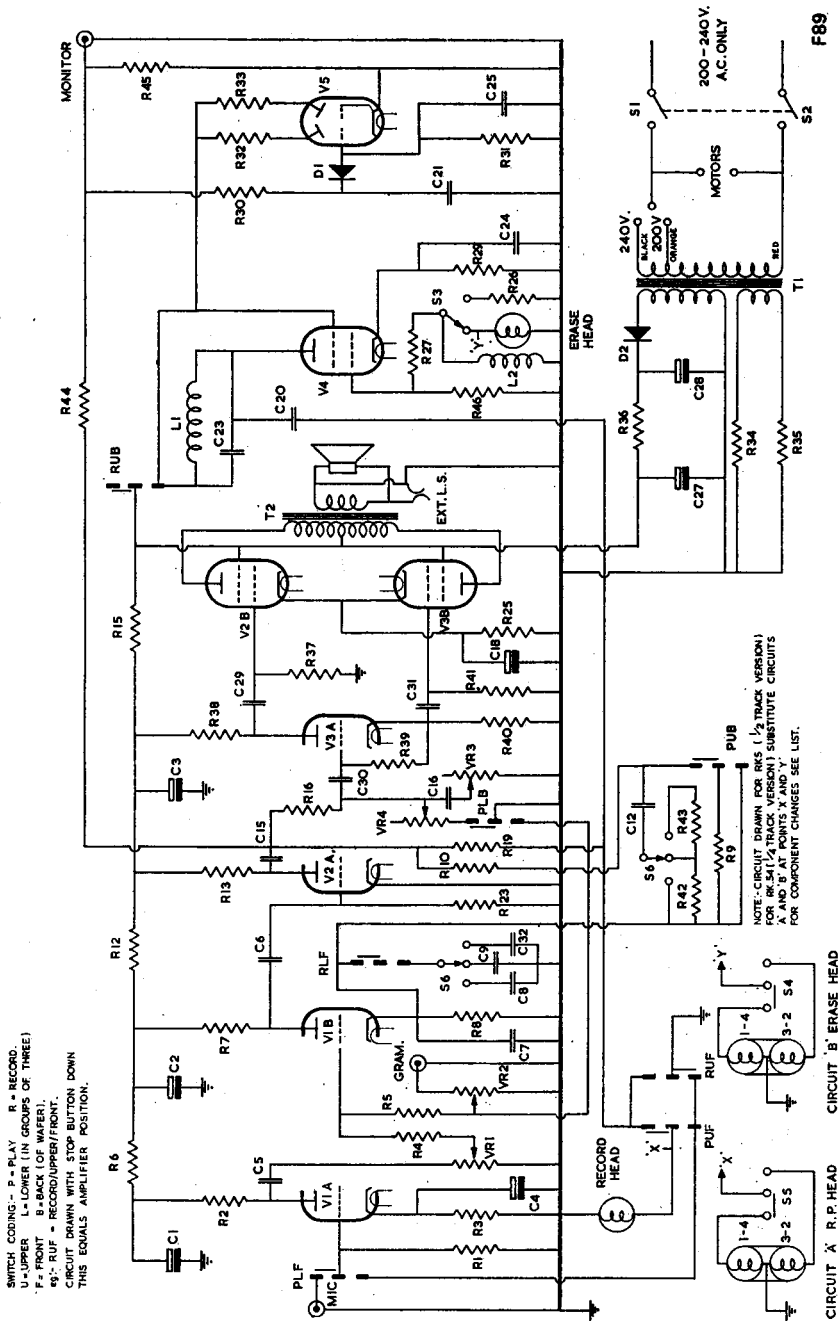 SWITCH CODING:- P = PLAY R = RECORD.
U = UPPER L = LOWER (IN GROUPS OF THREE)
F = FRONT B = BACK (OF WAFER).
eg:- RUF = RECORD/UPPER/FRONT.
CIRCUIT DRAWN WITH STOP BUTTON DOWN
THIS EQUALS AMPLIFIER POSITION.
R44
MONITOR
RUB
R45
L1
C23
C20
R32
R33
V5
R30
D1
C25
R31
C21
R6
R12
R15
C1
C2
C3
T2
V4
R29
C24
S3
R26
R27
'Y'
L2
R46
ERASE
HEAD
EXT. L.S.
R2
C5
R7
C6
R13
C15
R16
R38
C29
V2B
R37
V3B
C31
C18
R25
R41
V1A
V1B
V2A
V3A
C30
R39
R40
VR3
C16
VR4
PLB
R19
R10
R23
PLF
MIC
R1
R3
C4
VR1
R4
R5
VR2
GRAM.
C7
R8
RLF
S6
C8
C9
C32
RECORD
HEAD
'X'
PUF
RUF
C12
PUB
S6
R42
R43
R9
R36
D2
C27
C28
R34
R35
T1
240V.
BLACK
200V
ORANGE
RED
MOTORS
S1
S2
200-240V.
A.C. ONLY
F89
NOTE:-CIRCUIT DRAWN FOR RK5 (1/2 TRACK VERSION)
FOR RK.54 (1/4 TRACK VERSION) SUBSTITUTE CIRCUITS
'A' AND 'B' AT POINTS 'X' AND 'Y'
FOR COMPONENT CHANGES SEE LIST.
1-4
3-2
'X'
S5
CIRCUIT 'A' R.P. HEAD
1-4
3-2
'Y'
S4
CIRCUIT 'B' ERASE HEAD